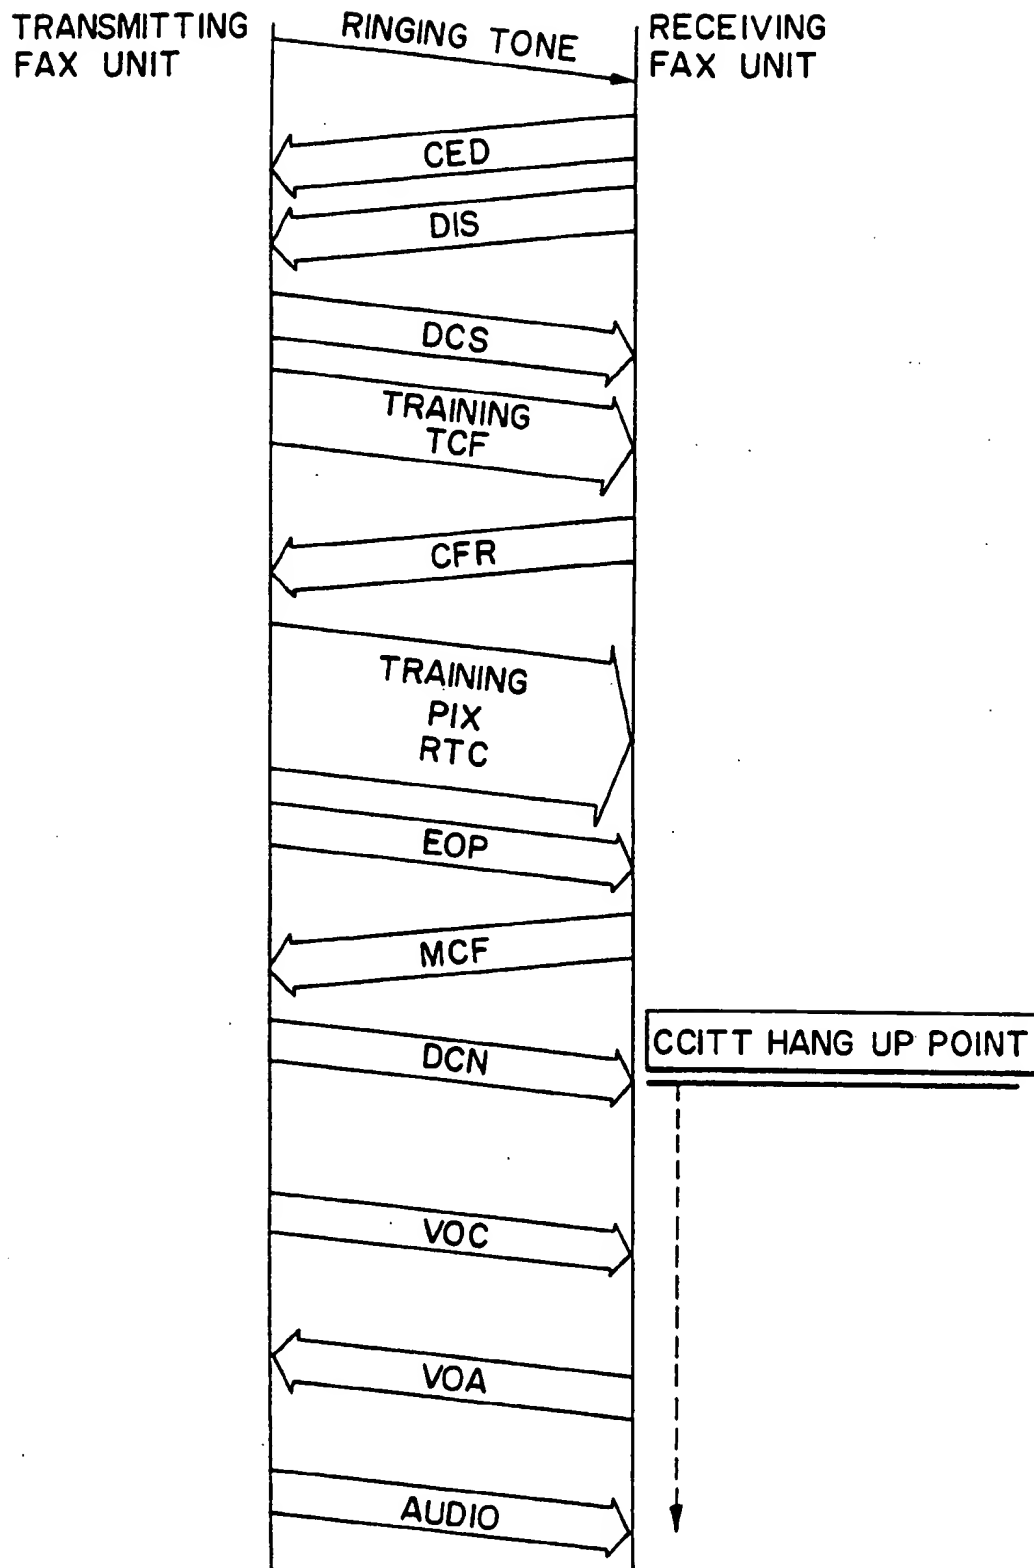 TRANSMITTING
FAX UNIT
RINGING TONE
RECEIVING
FAX UNIT
CED
DIS
DCS
TRAINING
TCF
CFR
TRAINING
PIX
RTC
EOP
MCF
DCN
CCITT HANG UP POINT
VOC
VOA
AUDIO